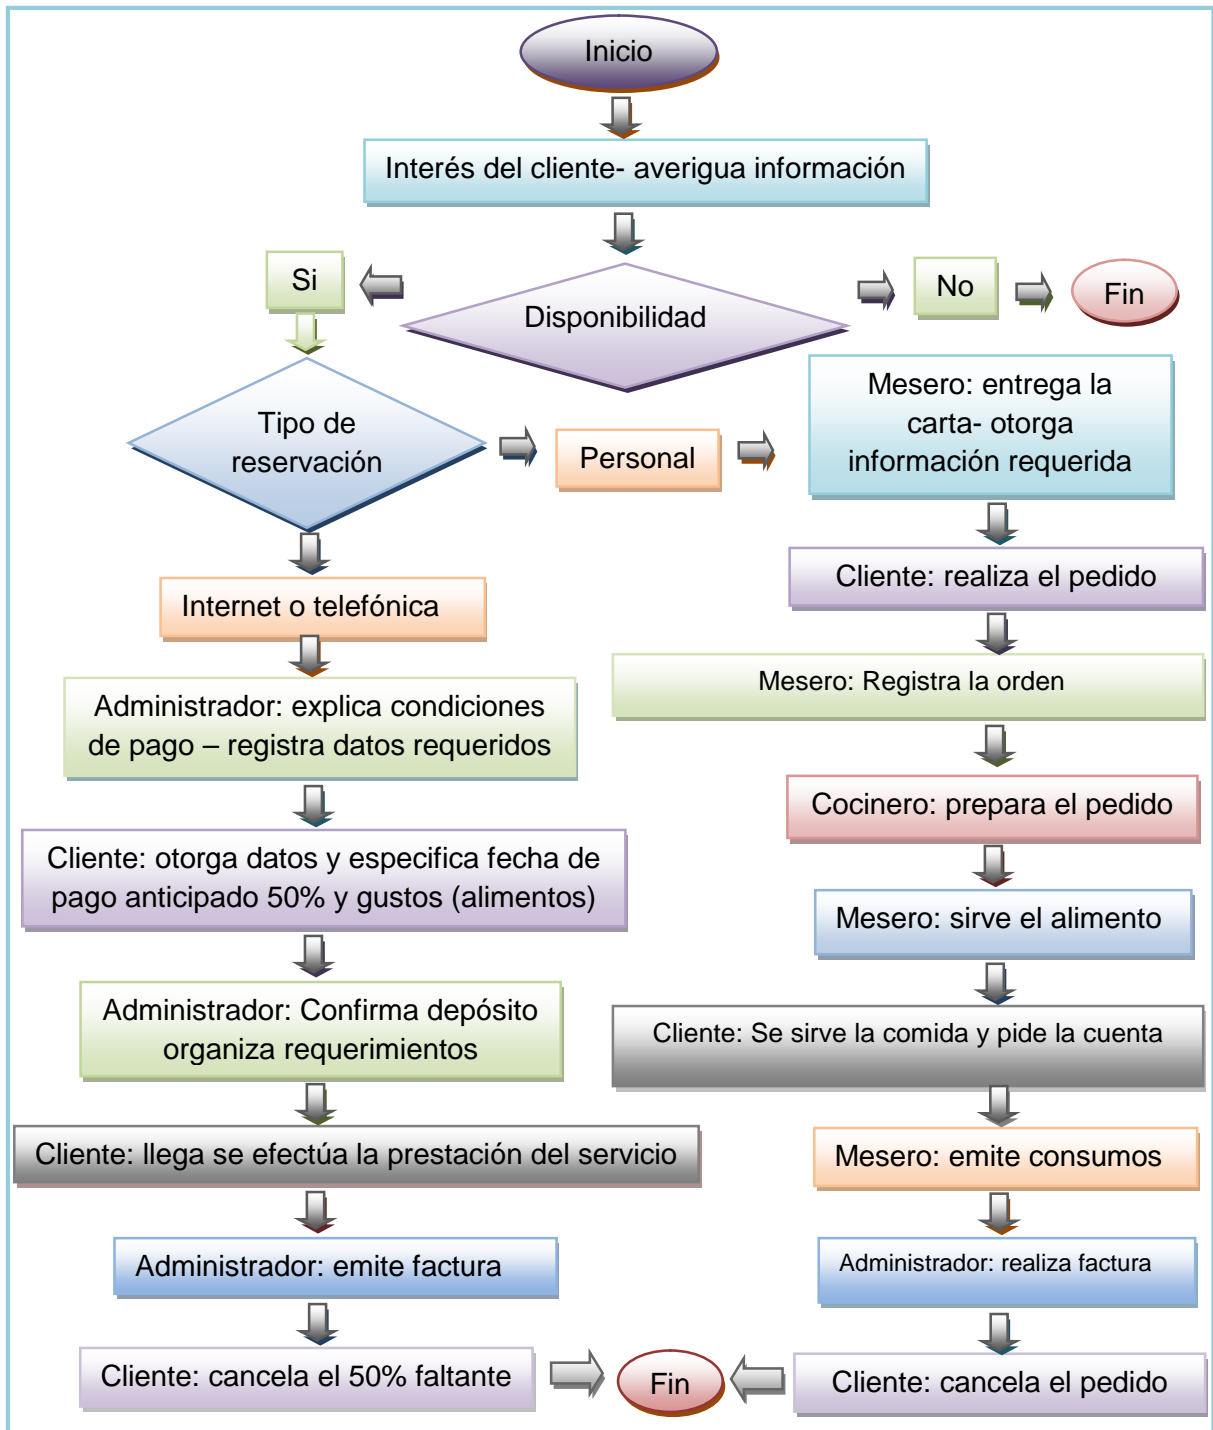 Inicio
Interés del cliente- averigua información
Si
Disponibilidad
No
Fin
Tipo de
reservación
Personal
Mesero: entrega la
carta- otorga
información requerida
Internet o telefónica
Administrador: explica condiciones
de pago – registra datos requeridos
Cliente: otorga datos y especifica fecha de
pago anticipado 50% y gustos (alimentos)
Administrador: Confirma depósito
organiza requerimientos
Cliente: llega se efectúa la prestación del servicio
Administrador: emite factura
Cliente: cancela el 50% faltante
Cliente: realiza el pedido
Mesero: Registra la orden
Cocinero: prepara el pedido
Mesero: sirve el alimento
Cliente: Se sirve la comida y pide la cuenta
Mesero: emite consumos
Administrador: realiza factura
Cliente: cancela el pedido
Fin